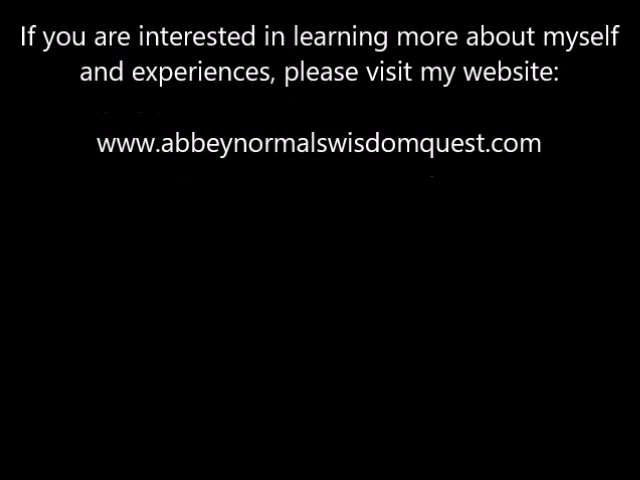 If you are interested in learning more about myself
and experiences, please visit my website:
www.abbeynormalswisdomquest.com